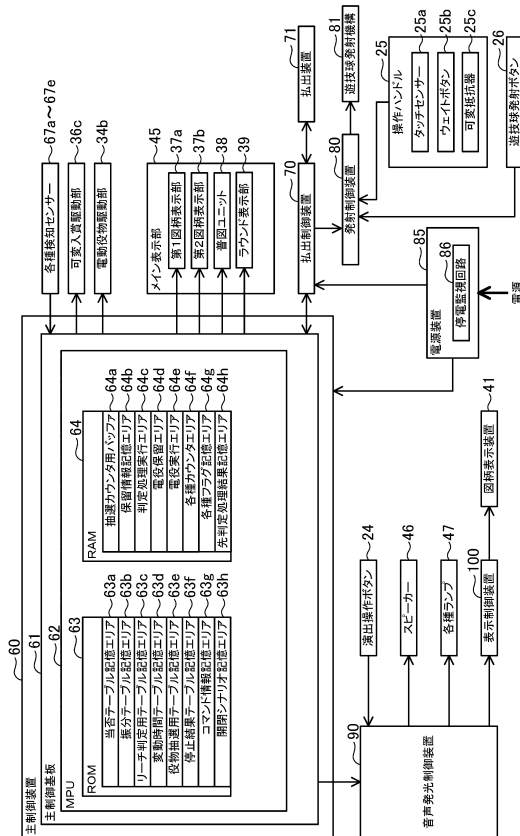 60
主制御装置
61
主制御基板
62
MPU
63
ROM
当否テーブル記憶エリア 63a
振分テーブル記憶エリア 63b
リーチ判定用テーブル記憶エリア 63c
変動時間テーブル記憶エリア 63d
役物抽選用テーブル記憶エリア 63e
停止結果テーブル記憶エリア 63f
コマンド情報記憶エリア 63g
開閉シナリオ記憶エリア 63h
64
RAM
抽選カウンタ用バッファ 64a
保留情報記憶エリア 64b
判定処理実行エリア 64c
電役保留エリア 64d
電役実行エリア 64e
各種カウンタエリア 64f
各種フラグ記憶エリア 64g
先判定処理結果記憶エリア 64h
各種検知センサー 67a~67e
可変入賞駆動部 36c
電動役物駆動部 34b
メイン表示部 45
第1図柄表示部 37a
第2図柄表示部 37b
普図ユニット 38
ラウンド表示部 39
払出制御装置 70
払出装置 71
発射制御装置 80
遊技球発射機構 81
操作ハンドル 25
タッチセンサー 25a
ウェイトボタン 25b
可変抵抗器 25c
遊技球発射ボタン 26
電源装置 85
停電監視回路 86
電源
90
音声発光制御装置
演出操作ボタン 24
スピーカー 46
各種ランプ 47
表示制御装置 100
図柄表示装置 41